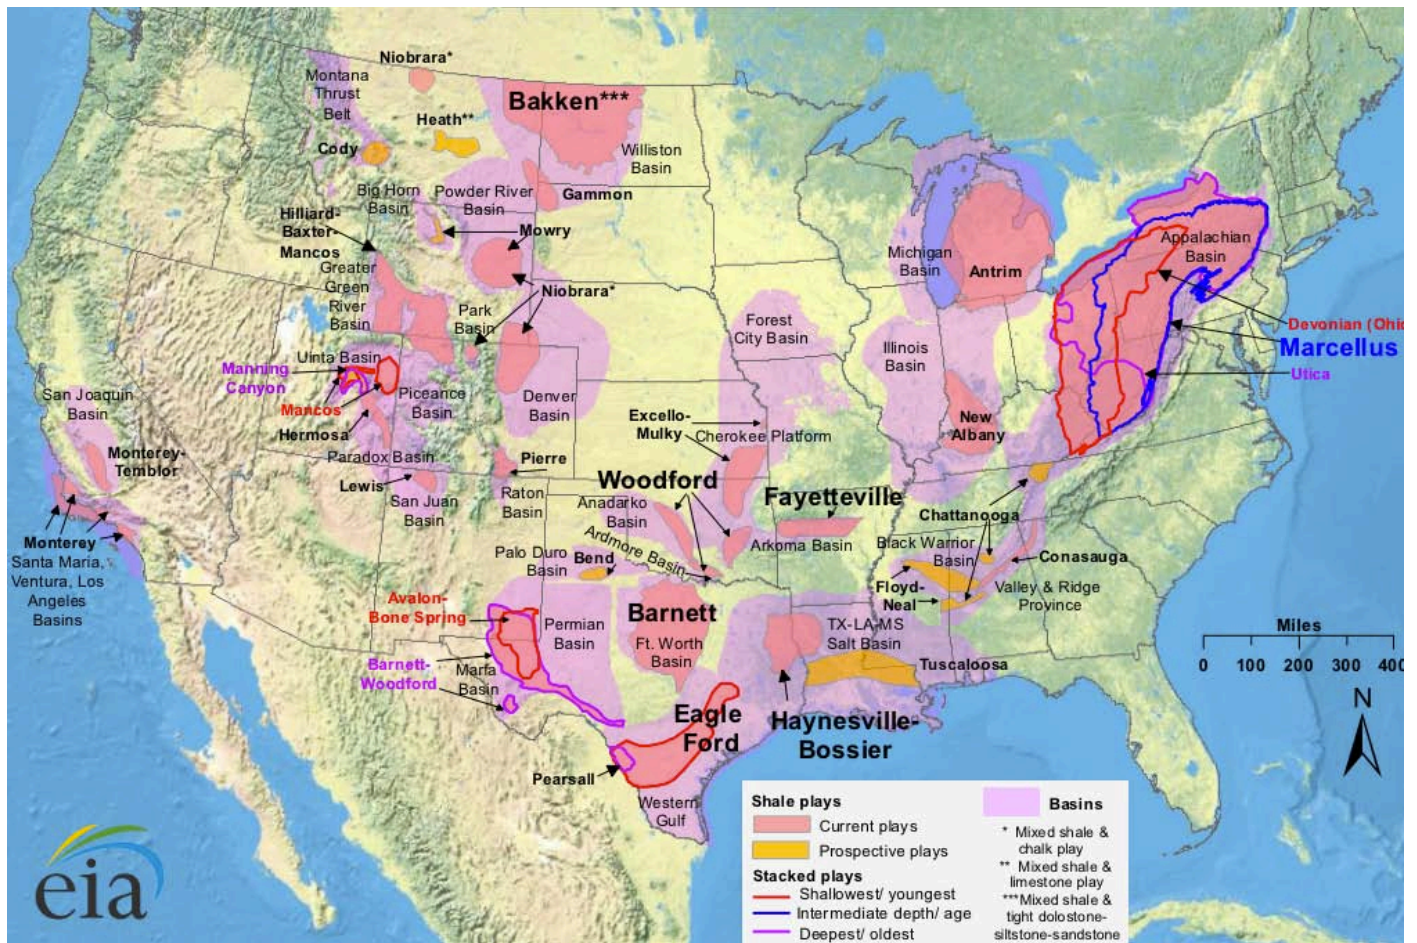 Niobrara*
Montana
Thrust
Belt
Bakken***
Heath**
Cody
Williston
Basin
Big Horn
Basin
Powder River
Basin
Gammon
Hilliard-
Baxter-
Mancos
Mowry
Greater
Green
River
Basin
Niobrara*
Park
Basin
Michigan
Basin
Antrim
Appalachian
Basin
Forest
City Basin
Illinois
Basin
Devonian (Ohio
Marcellus
Utica
Uinta Basin
Manning
Canyon
Mancos
Piceance
Basin
Denver
Basin
San Joaquin
Basin
Hermosa
Excello-
Mulky
Cherokee Platform
New
Albany
Monterey-
Temblor
Paradox Basin
Pierre
Lewis
San Juan
Basin
Raton
Basin
Woodford
Anadarko
Basin
Fayetteville
Chattanooga
Monterey
Santa Maria,
Ventura, Los
Angeles
Basins
Ardmore Basin
Arkoma Basin
Palo Duro
Basin
Bend
Black Warrior
Basin
Conasauga
Floyd-
Neal
Valley & Ridge
Province
Avalon-
Bone Spring
Permian
Basin
Barnett
Ft. Worth
Basin
TX-LA-MS
Salt Basin
Tuscaloosa
Barnett-
Woodford
Marfa
Basin
Eagle
Ford
Haynesville-
Bossier
Pearsall
Western
Gulf
Miles
0 100 200 300 400
N
Shale plays
Current plays
Prospective plays
Stacked plays
Shallowest/ youngest
Intermediate depth/ age
Deepest/ oldest
Basins
* Mixed shale &
chalk play
** Mixed shale &
limestone play
***Mixed shale &
tight dolostone-
siltstone-sandstone
eia